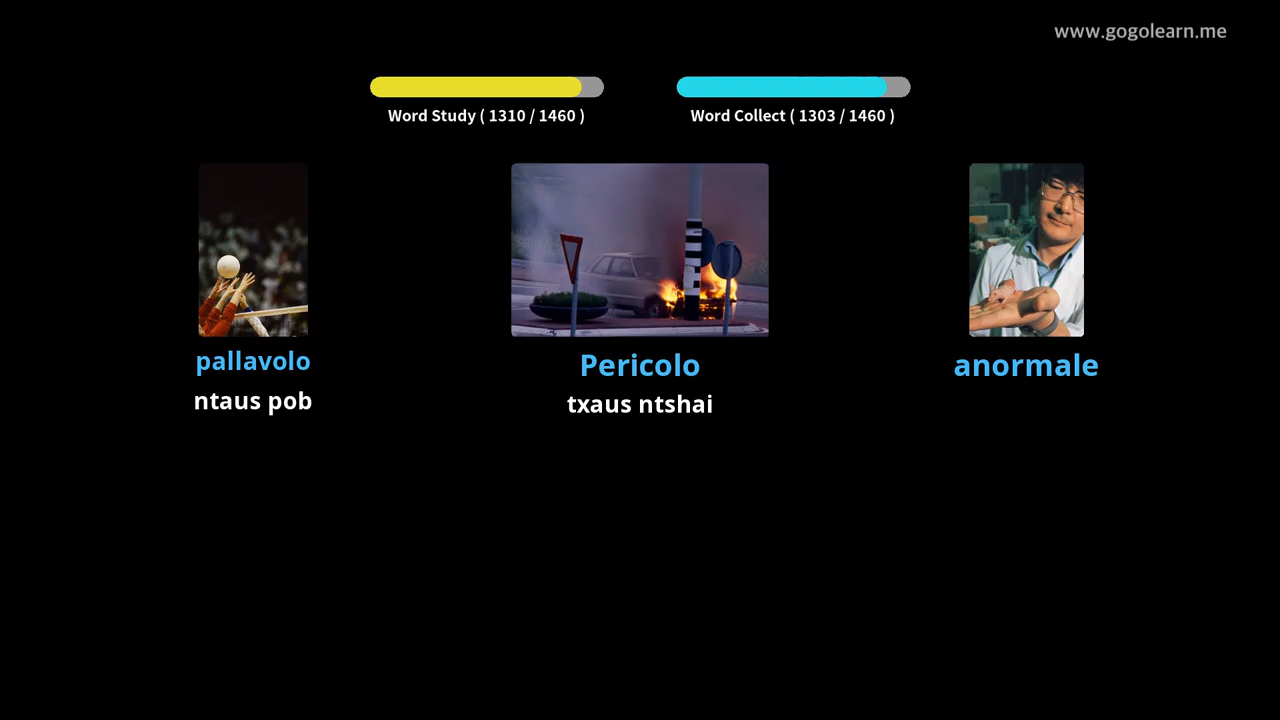 www.gogolearn.me
Word Study ( 1310 / 1460 )
Word Collect ( 1303 / 1460 )
pallavolo
ntaus pob
Pericolo
txaus ntshai
anormale